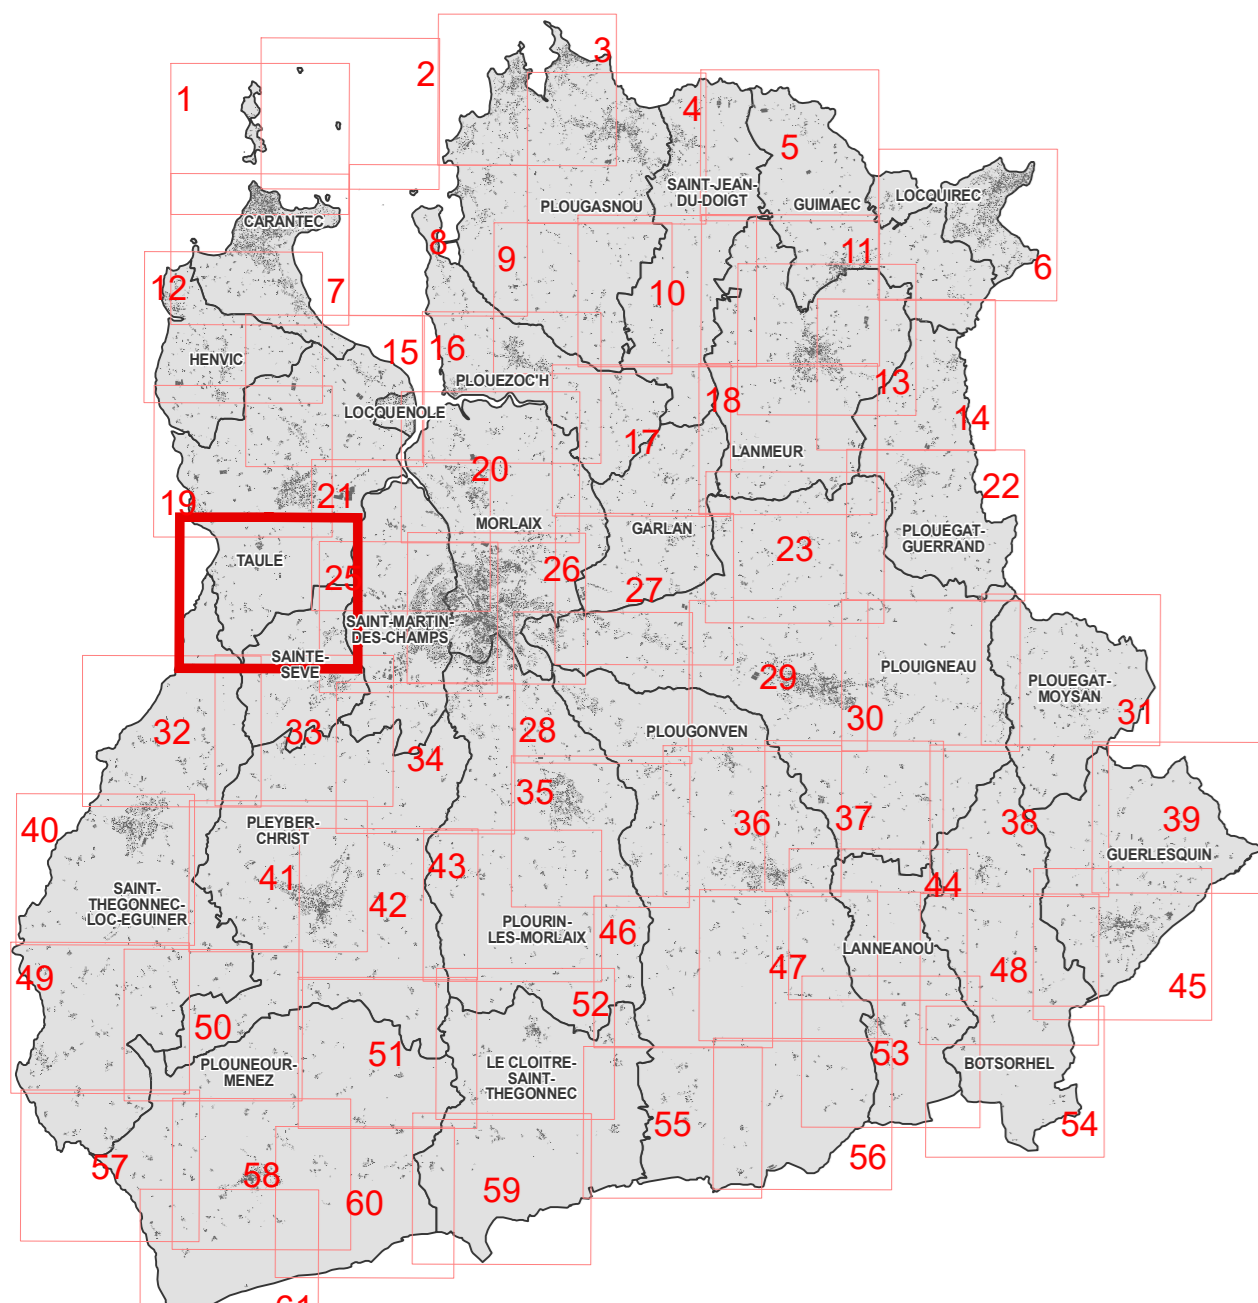 3
2
1
4
5
SAINT-JEAN-
DU-DOIGT
LOCQUIREC
PLOUGASNOU
GUIMAEC
CARANTEC
8
9
11
6
12
7
10
15
16
HENVIC
PLOUEZOC'H
13
18
LOCQUENOLE
14
17
LANMEUR
20
22
19
21
MORLAIX
GARLAN
PLOUEGAT-
GUERRAND
23
TAULE
25
26
27
SAINT-MARTIN-
DES-CHAMPS
SAINTE-
SEVE
29
PLOUIGNEAU
PLOUEGAT-
MOYSAN
30
31
32
33
28
PLOUGONVEN
34
35
40
PLEYBER-
CHRIST
36
37
38
39
GUERLESQUIN
43
41
42
44
SAINT-
THEGONNEC-
LOC-EGUINER
PLOURIN-
LES-MORLAIX
46
LANNEANOU
47
48
49
45
50
52
51
53
PLOUNEOUR-
MENEZ
LE CLOITRE-
SAINT-
THEGONNEC
BOTSORHEL
55
54
56
57
58
60
59